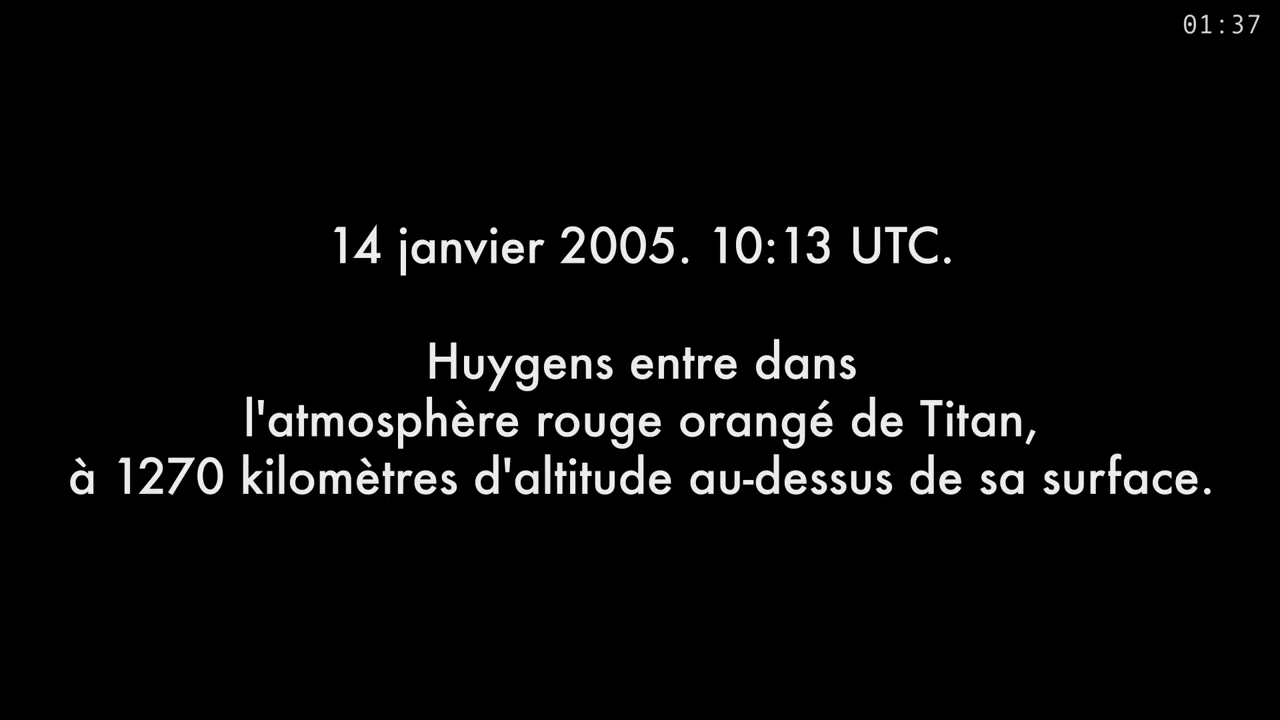 01:37
14 janvier 2005. 10:13 UTC.
Huygens entre dans
l'atmosphère rouge orangé de Titan,
à 1270 kilomètres d'altitude au-dessus de sa surface.